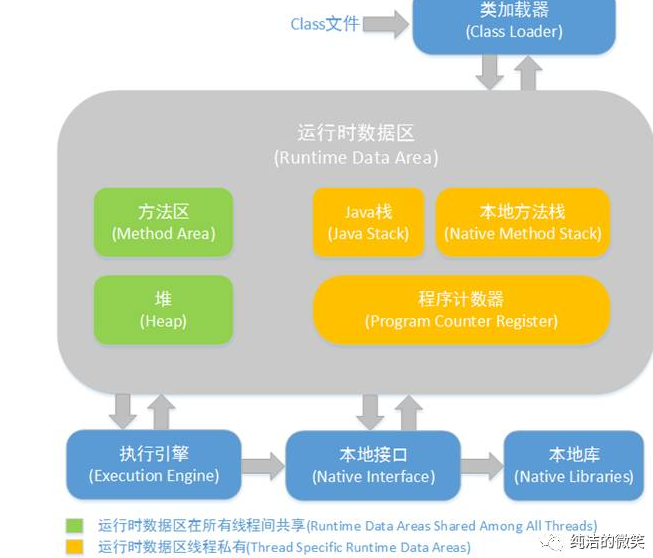 Class文件
类加载器
(Class Loader)
运行时数据区
(Runtime Data Area)
方法区
(Method Area)
Java栈
(Java Stack)
本地方法栈
(Native Method Stack)
堆
(Heap)
程序计数器
(Program Counter Register)
执行引擎
(Execution Engine)
本地接口
(Native Interface)
本地库
(Native Libraries)
运行时数据区在所有线程间共享(Runtime Data Areas Shared Among All Threads)
运行时数据区线程私有(Thread Specific Runtime Data Areas)
纯洁的微笑